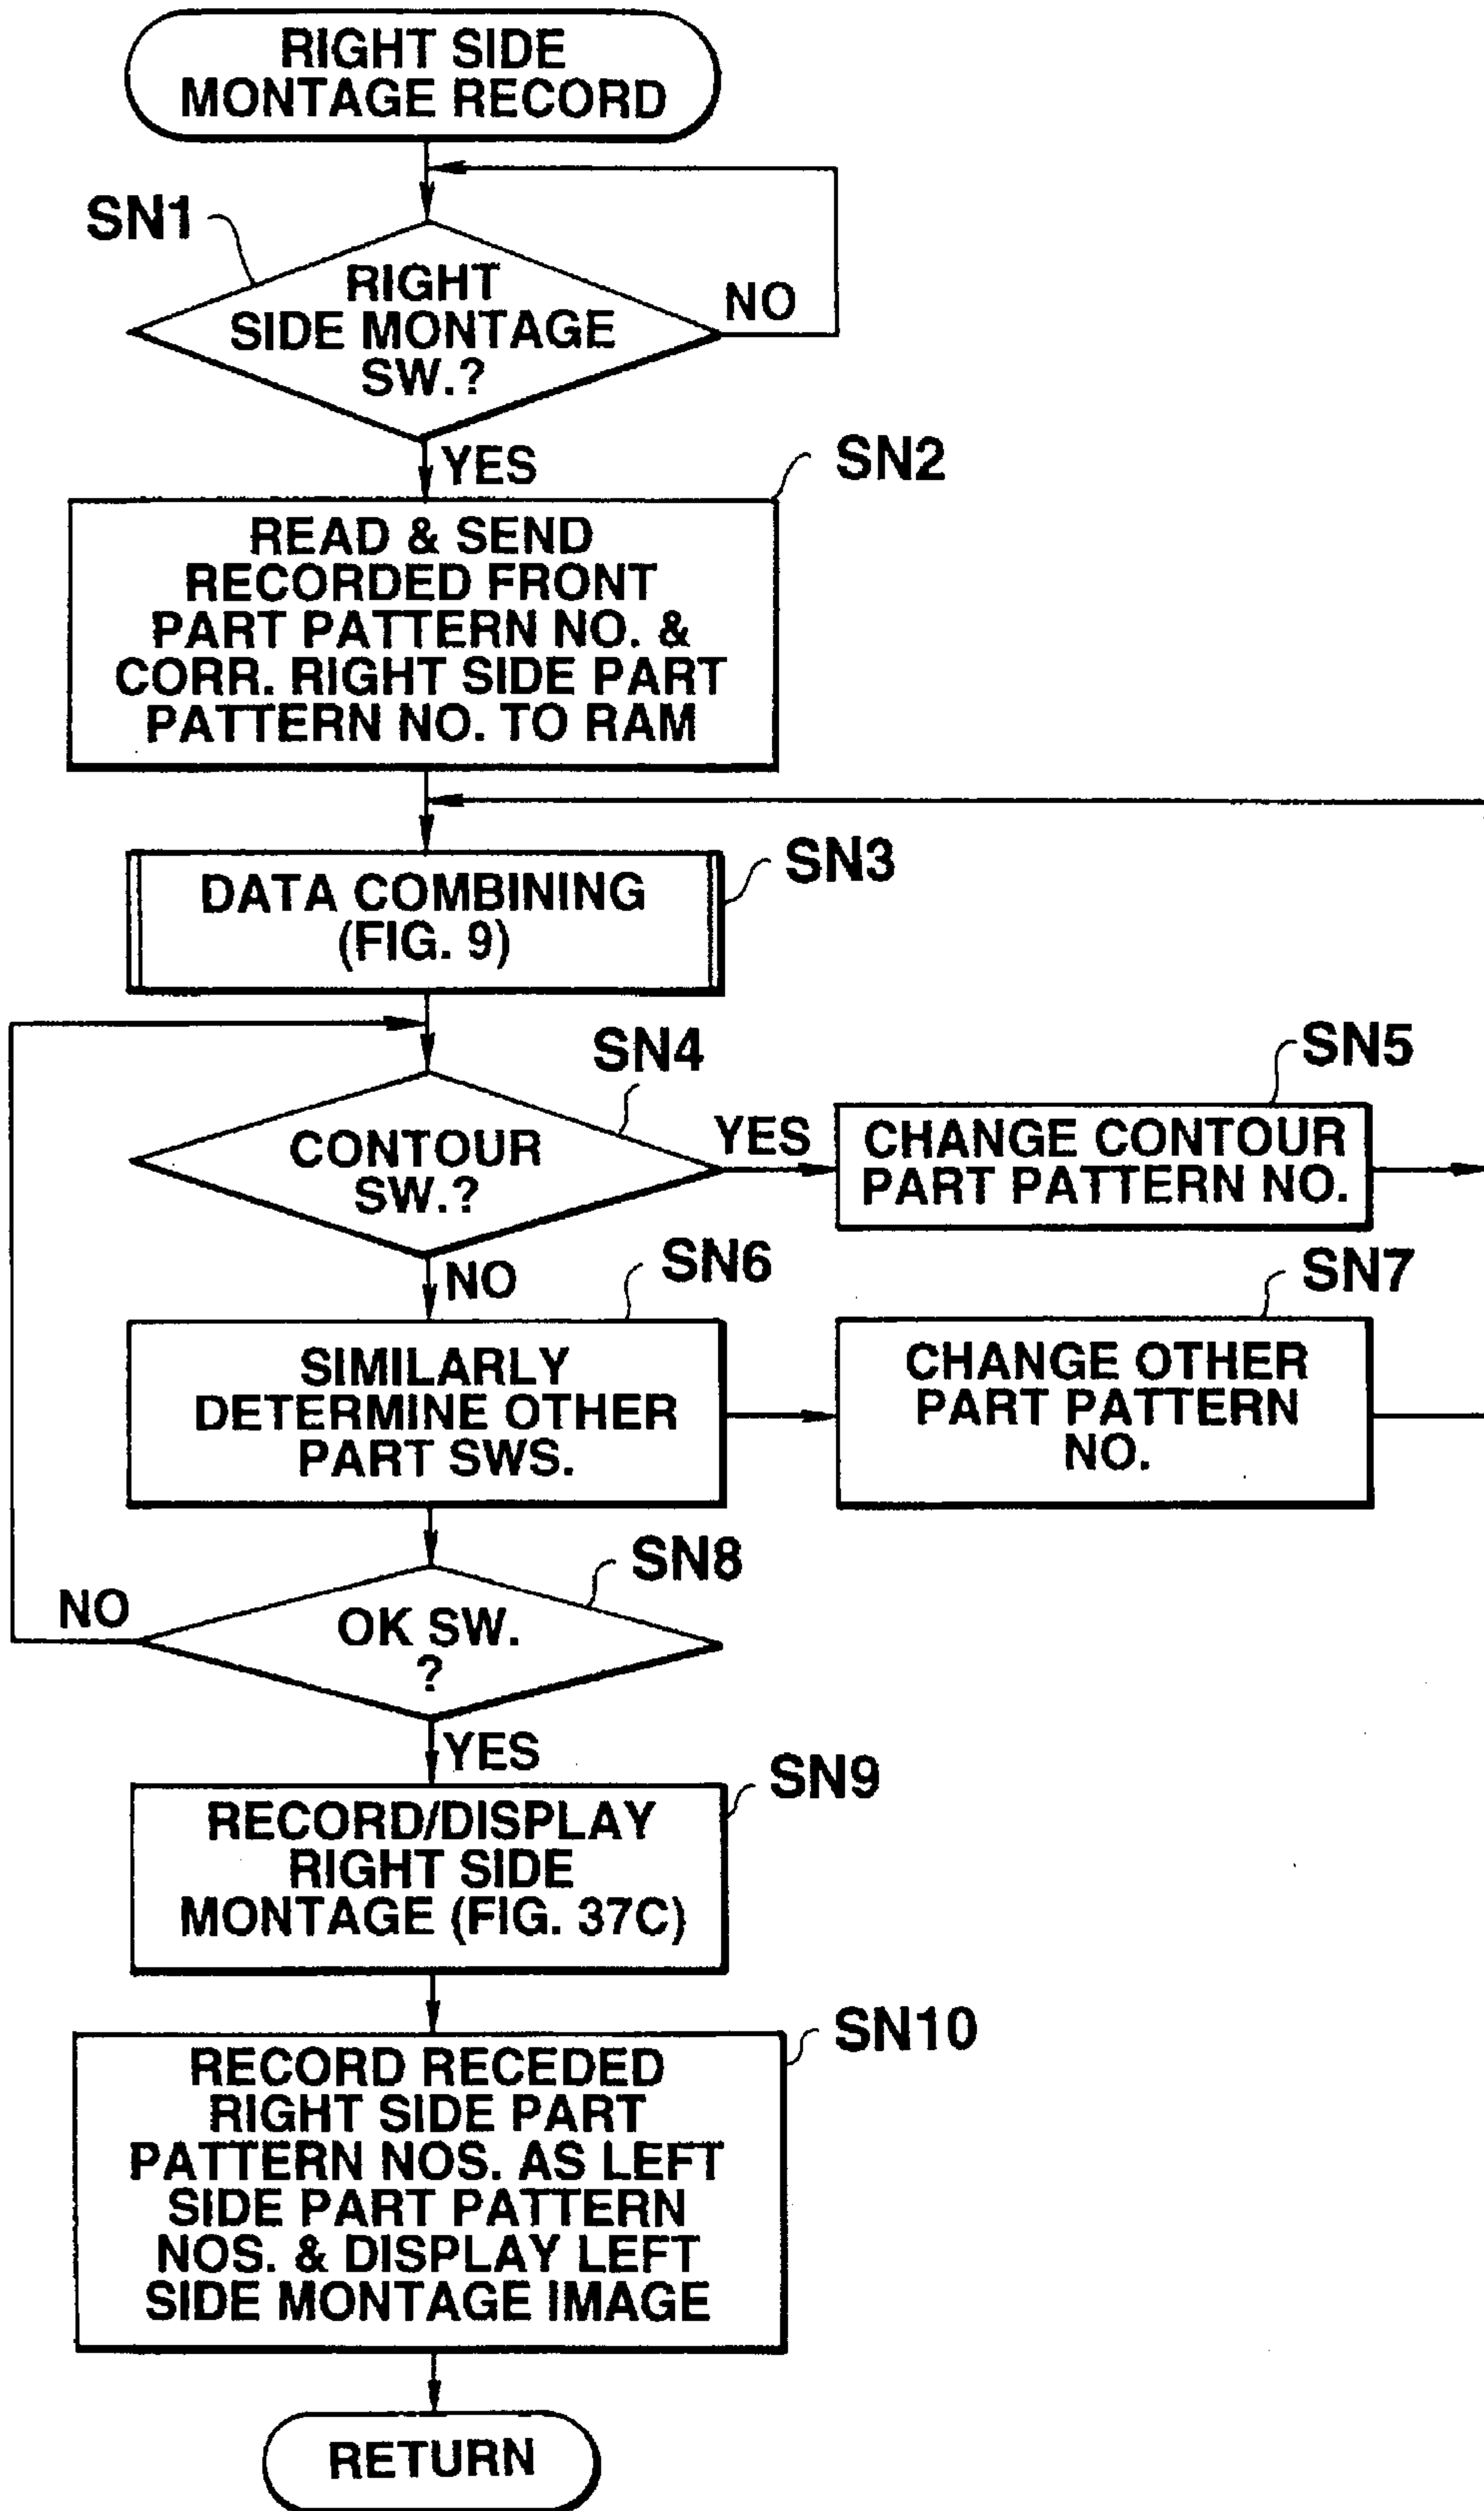 RIGHT SIDE
MONTAGE RECORD
SN1
RIGHT
SIDE MONTAGE
SW.?
NO
YES
SN2
READ & SEND
RECORDED FRONT
PART PATTERN NO. &
CORR. RIGHT SIDE PART
PATTERN NO. TO RAM
SN3
DATA COMBINING
(FIG. 9)
SN4
CONTOUR
SW.?
YES
SN5
CHANGE CONTOUR
PART PATTERN NO.
NO
SN6
SIMILARLY
DETERMINE OTHER
PART SWS.
SN7
CHANGE OTHER
PART PATTERN
NO.
SN8
OK SW.
?
NO
YES
SN9
RECORD/DISPLAY
RIGHT SIDE
MONTAGE (FIG. 37C)
SN10
RECORD RECEDED
RIGHT SIDE PART
PATTERN NOS. AS LEFT
SIDE PART PATTERN
NOS. & DISPLAY LEFT
SIDE MONTAGE IMAGE
RETURN